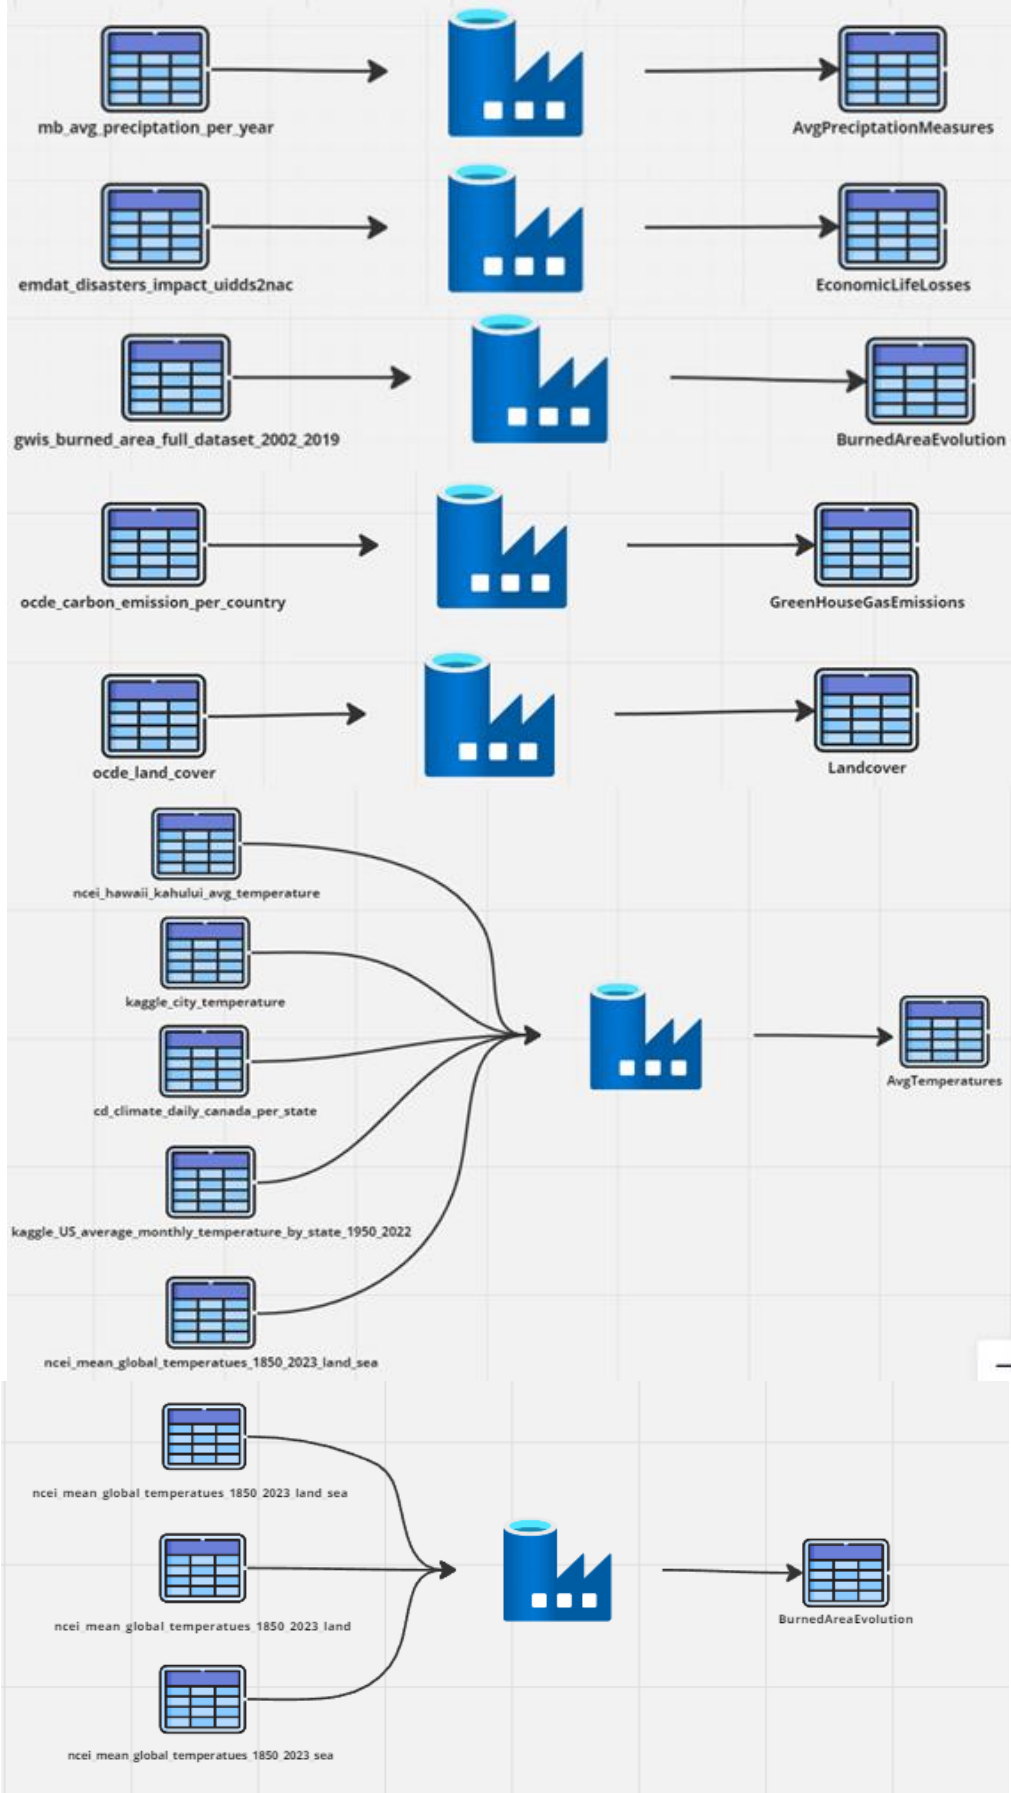 mb_avg_preciptation_per_year
AvgPreciptationMeasures
emdat_disasters_impact_uidds2nac
EconomicLifeLosses
gwis_burned_area_full_dataset_2002_2019
BurnedAreaEvolution
ocde_carbon_emission_per_country
GreenHouseGasEmissions
ocde_land_cover
Landcover
ncei_hawaii_kahului_avg_temperature
kaggle_city_temperature
cd_climate_daily_canada_per_state
AvgTemperatures
kaggle_US_average_monthly_temperature_by_state_1950_2022
ncei_mean_global_temperatues_1850_2023_land_sea
ncei_mean_global_temperatues_1850_2023_land_sea
ncei_mean_global_temperatues_1850_2023_land
BurnedAreaEvolution
ncei_mean_global_temperatues_1850_2023_sea